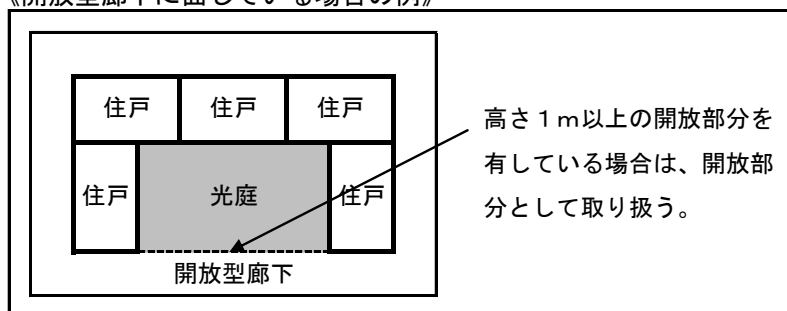 《開放型廊下に面している場合の例》
住戸 住戸 住戸
高さ１ｍ以上の開放部分を
有している場合は、開放部
分として取り扱う。
住戸 光庭 住戸
開放型廊下